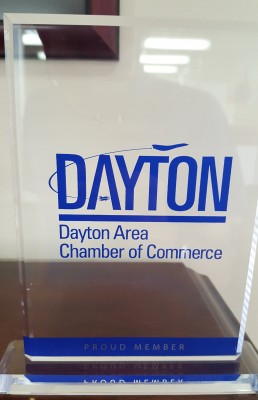 DAYTON
Dayton Area
Chamber of Commerce
PROUD MEMBER